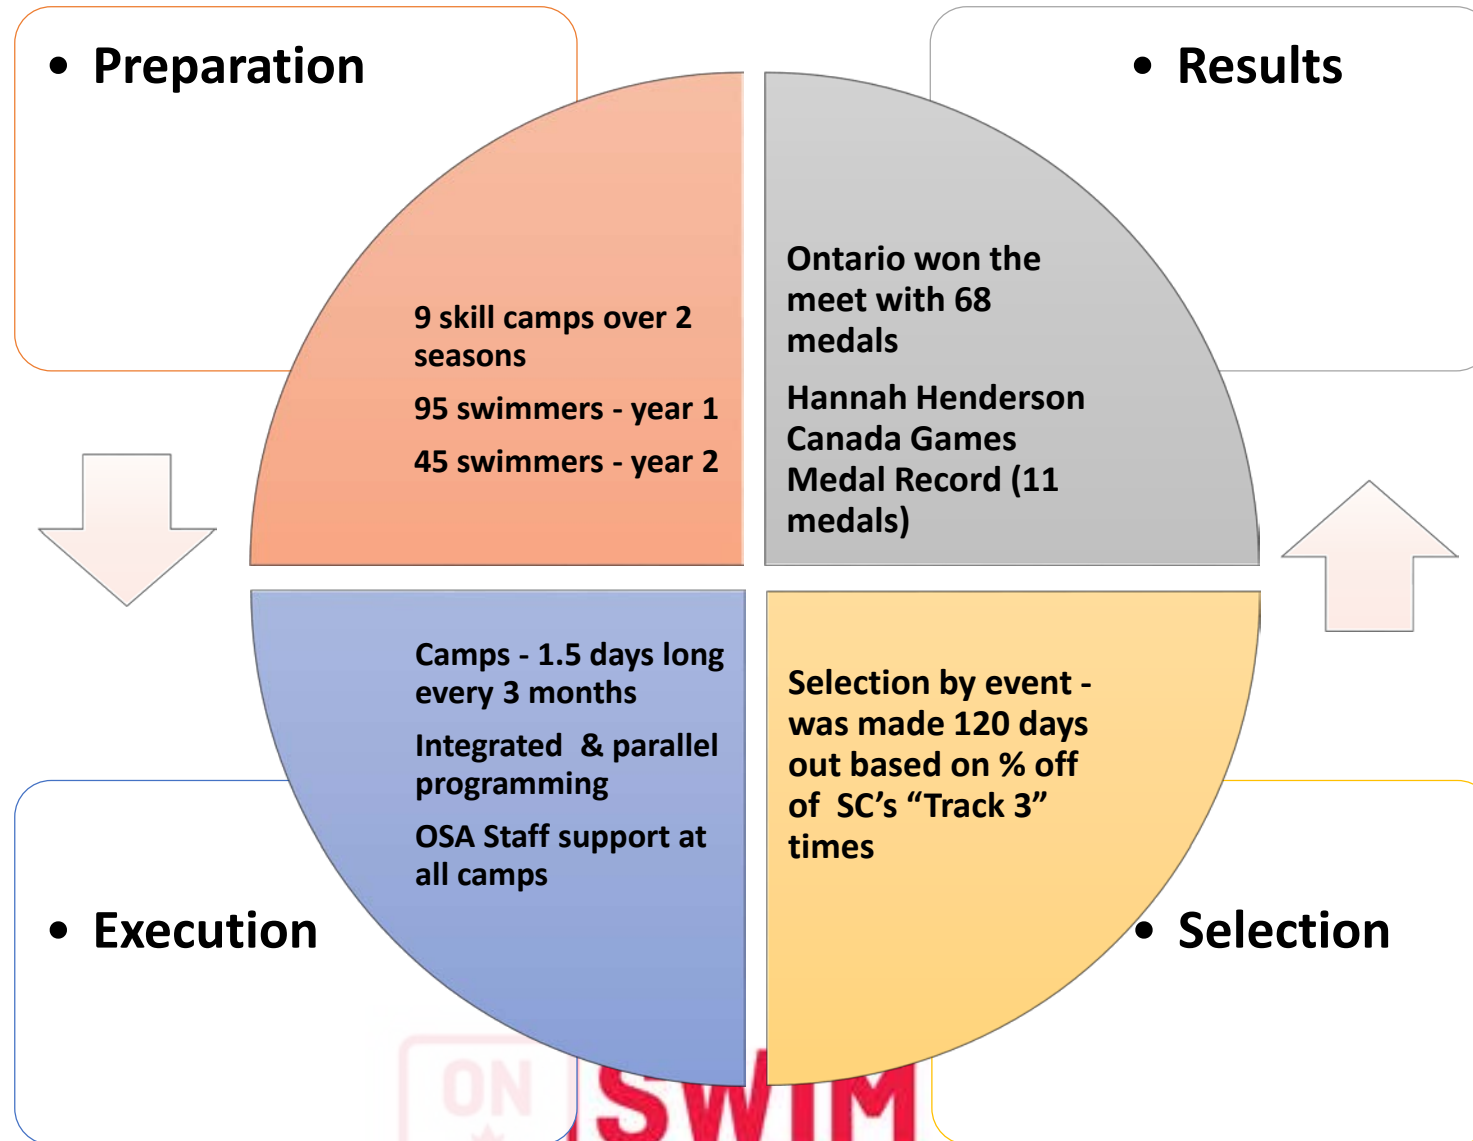 • Preparation
9 skill camps over 2
seasons
95 swimmers - year 1
45 swimmers - year 2
• Results
Ontario won the
meet with 68
medals
Hannah Henderson
Canada Games
Medal Record (11
medals)
• Execution
Camps - 1.5 days long
every 3 months
Integrated & parallel
programming
OSA Staff support at
all camps
• Selection
Selection by event -
was made 120 days
out based on % off
of SC's “Track 3”
times
ON
SWIM